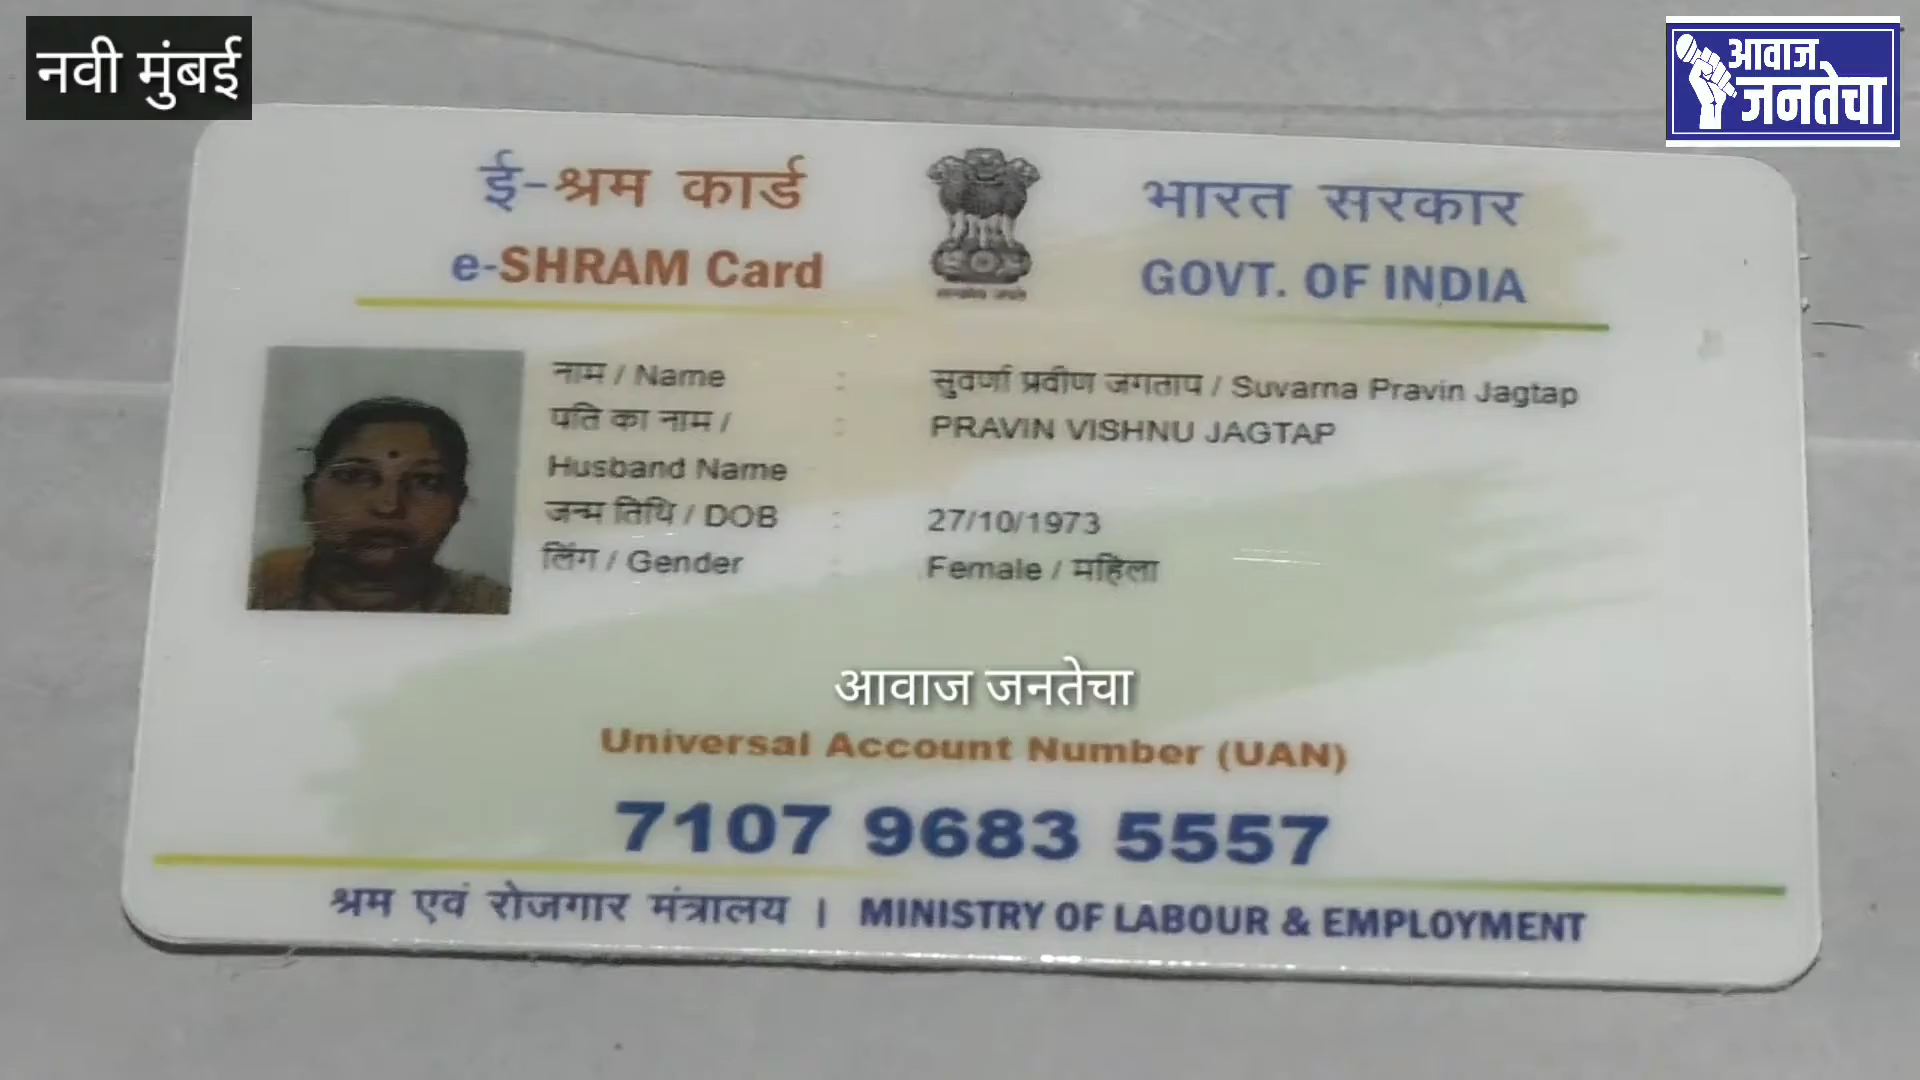 नवी मुंबई
आवाज
जनतेचा
ई-श्रम कार्ड
e-SHRAM Card
भारत सरकार
GOVT. OF INDIA
नाम / Name : सुवर्णा प्रवीण जगताप / Suvarna Pravin Jagtap
पति का नाम / : PRAVIN VISHNU JAGTAP
Husband Name
जन्म तिथि / DOB : 27/10/1973
लिंग / Gender : Female / महिला
आवाज जनतेचा
Universal Account Number (UAN)
7107 9683 5557
श्रम एवं रोजगार मंत्रालय | MINISTRY OF LABOUR & EMPLOYMENT